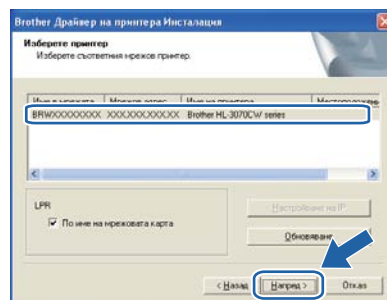 Brother Драйвер на принтера Инсталация
Изберете принтер
Изберете съответния мрежов принтер.
Име в мрежата Мрежов адрес Име на принтера Местоположение
BRWXXXXXXXXX XXX.XXX.XX.XXX Brother HL-3070CW series
LPR
По име на мрежовата карта
Настройване на IP
Обновяване
< Назад Напред > Отказ